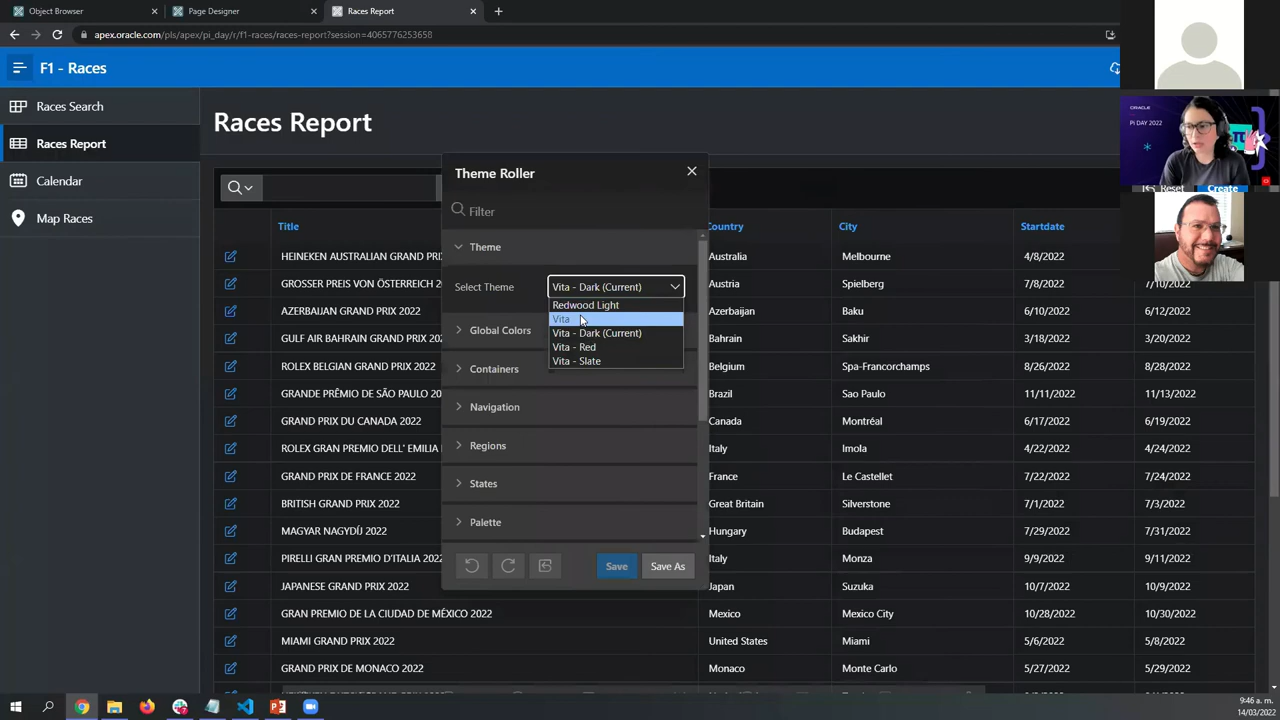 Object Browser
Page Designer
Races Report
apex.oracle.com/pls/apex/pi_day/r/f1-races/races-report?session=4065776253658
F1 - Races
Races Search
Races Report
Calendar
Map Races
Races Report
ORACLE
PI DAY 2022
Reset
Create
Theme Roller
Filter
Theme
Select Theme
Vita - Dark (Current)
Redwood Light
Vita
Vita - Dark (Current)
Vita - Red
Vita - Slate
Global Colors
Containers
Navigation
Regions
States
Palette
Save
Save As
Title Country City Startdate
HEINEKEN AUSTRALIAN GRAND PRIX Australia Melbourne 4/8/2022
GROSSER PREIS VON ÖSTERREICH 2 Austria Spielberg 7/8/2022 7/10/2022
AZERBAIJAN GRAND PRIX 2022 Azerbaijan Baku 6/10/2022 6/12/2022
GULF AIR BAHRAIN GRAND PRIX 2022 Bahrain Sakhir 3/18/2022 3/20/2022
ROLEX BELGIAN GRAND PRIX 2022 Belgium Spa-Francorchamps 8/26/2022 8/28/2022
GRANDE PRÊMIO DE SÃO PAULO 2 Brazil Sao Paulo 11/11/2022 11/13/2022
GRAND PRIX DU CANADA 2022 Canada Montréal 6/17/2022 6/19/2022
ROLEX GRAN PREMIO DELL' EMILIA Italy Imola 4/22/2022 4/24/2022
GRAND PRIX DE FRANCE 2022 France Le Castellet 7/22/2022 7/24/2022
BRITISH GRAND PRIX 2022 Great Britain Silverstone 7/1/2022 7/3/2022
MAGYAR NAGYDÍJ 2022 Hungary Budapest 7/29/2022 7/31/2022
PIRELLI GRAN PREMIO D'ITALIA 2022 Italy Monza 9/9/2022 9/11/2022
JAPANESE GRAND PRIX 2022 Japan Suzuka 10/7/2022 10/9/2022
GRAN PREMIO DE LA CIUDAD DE MÉXICO 2022 Mexico Mexico City 10/28/2022 10/30/2022
MIAMI GRAND PRIX 2022 United States Miami 5/6/2022 5/8/2022
GRAND PRIX DE MONACO 2022 Monaco Monte Carlo 5/27/2022 5/29/2022
9:46 a. m.
14/03/2022